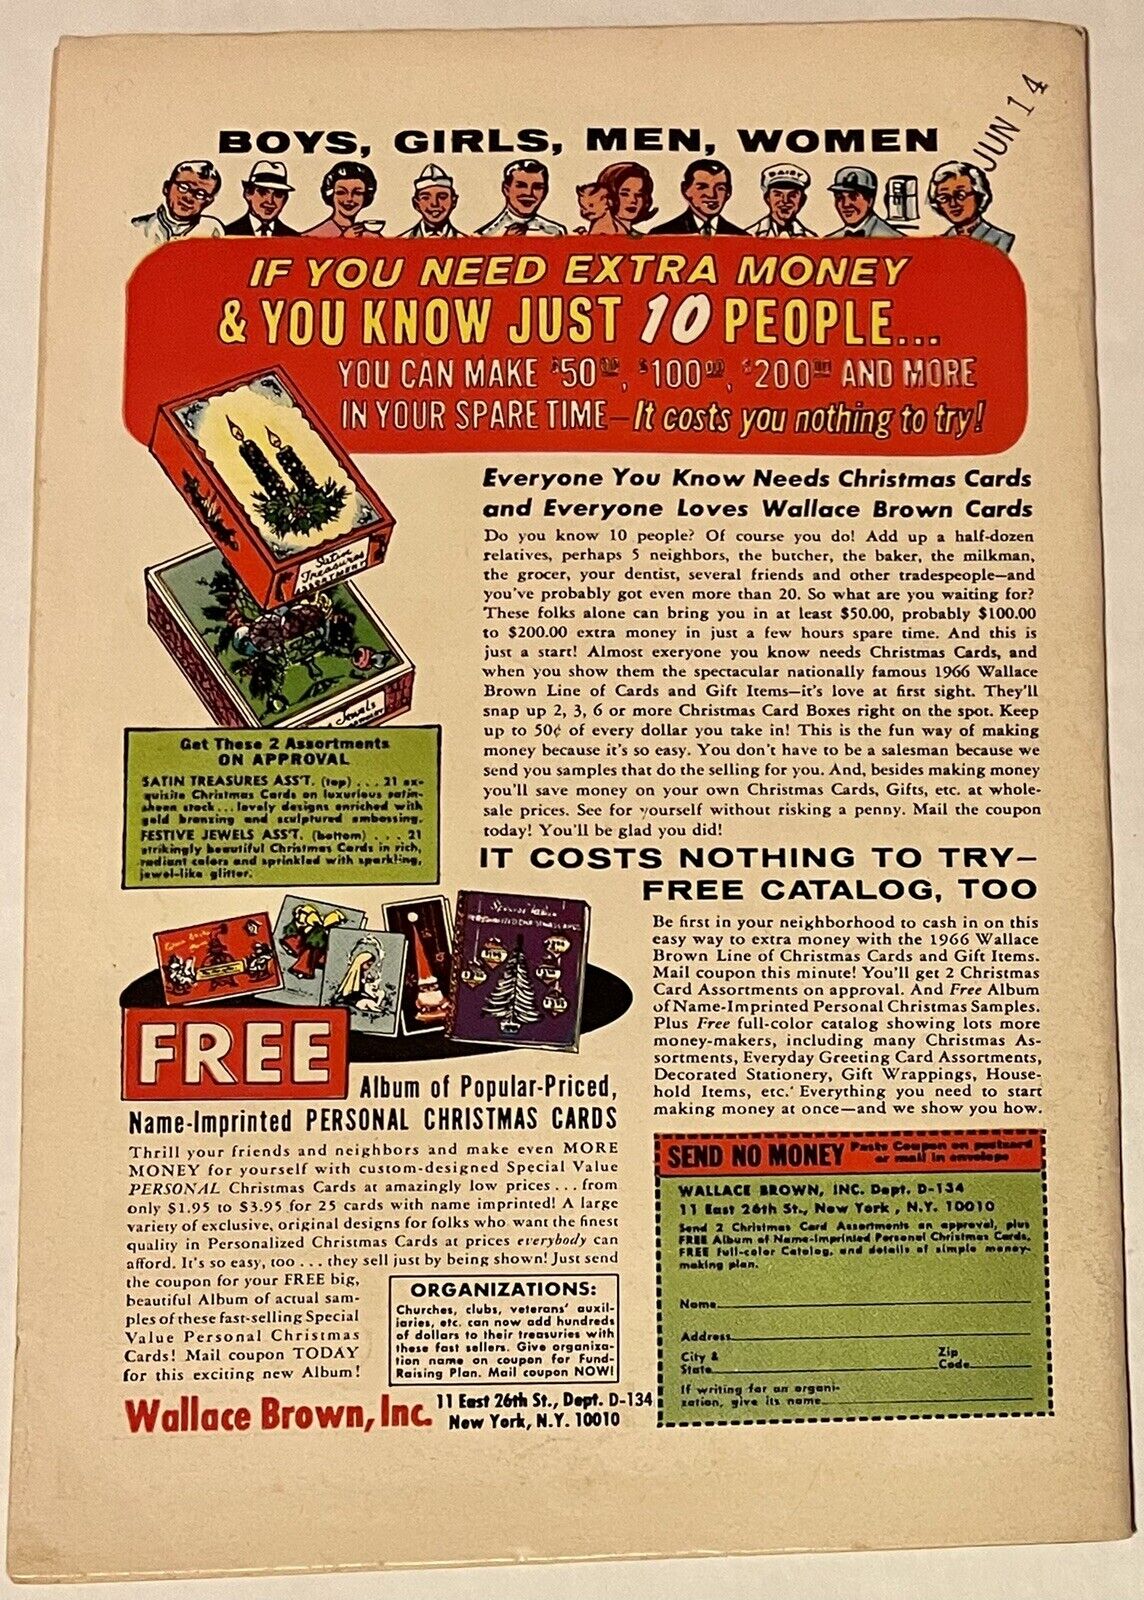 JUN 14
BOYS, GIRLS, MEN, WOMEN
DAIRY
IF YOU NEED EXTRA MONEY
& YOU KNOW JUST 10 PEOPLE...
YOU CAN MAKE $50.00, $100.00, $200.00 AND MORE
IN YOUR SPARE TIME—It costs you nothing to try!
Satin
Treasures
ASSORTMENT
Jewels
Get These 2 Assortments
ON APPROVAL
SATIN TREASURES ASS'T. (top) . . . 21 ex-
quisite Christmas Cards on luxurious satin-
sheen stock . . . lovely designs enriched with
gold bronzing and sculptured embossing.
FESTIVE JEWELS ASS'T. (bottom) . . . 21
strikingly beautiful Christmas Cards in rich,
radiant colors and sprinkled with sparkling,
jewel-like glitter.
Everyone You Know Needs Christmas Cards
and Everyone Loves Wallace Brown Cards
Do you know 10 people? Of course you do! Add up a half-dozen
relatives, perhaps 5 neighbors, the butcher, the baker, the milkman,
the grocer, your dentist, several friends and other tradespeople—and
you've probably got even more than 20. So what are you waiting for?
These folks alone can bring you in at least $50.00, probably $100.00
to $200.00 extra money in just a few hours spare time. And this is
just a start! Almost exeryone you know needs Christmas Cards, and
when you show them the spectacular nationally famous 1966 Wallace
Brown Line of Cards and Gift Items—it's love at first sight. They'll
snap up 2, 3, 6 or more Christmas Card Boxes right on the spot. Keep
up to 50¢ of every dollar you take in! This is the fun way of making
money because it's so easy. You don't have to be a salesman because we
send you samples that do the selling for you. And, besides making money
you'll save money on your own Christmas Cards, Gifts, etc. at whole-
sale prices. See for yourself without risking a penny. Mail the coupon
today! You'll be glad you did!
IT COSTS NOTHING TO TRY—
FREE CATALOG, TOO
Be first in your neighborhood to cash in on this
easy way to extra money with the 1966 Wallace
Brown Line of Christmas Cards and Gift Items.
Mail coupon this minute! You'll get 2 Christmas
Card Assortments on approval. And Free Album
of Name-Imprinted Personal Christmas Samples.
Plus Free full-color catalog showing lots more
money-makers, including many Christmas As-
sortments, Everyday Greeting Card Assortments,
Decorated Stationery, Gift Wrappings, House-
hold Items, etc. Everything you need to start
making money at once—and we show you how.
FREE
Album of Popular-Priced,
Name-Imprinted PERSONAL CHRISTMAS CARDS
Thrill your friends and neighbors and make even MORE
MONEY for yourself with custom-designed Special Value
PERSONAL Christmas Cards at amazingly low prices . . . from
only $1.95 to $3.95 for 25 cards with name imprinted! A large
variety of exclusive, original designs for folks who want the finest
quality in Personalized Christmas Cards at prices everybody can
afford. It's so easy, too . . . they sell just by being shown! Just send
the coupon for your FREE big,
beautiful Album of actual sam-
ples of these fast-selling Special
Value Personal Christmas
Cards! Mail coupon TODAY
for this exciting new Album!
ORGANIZATIONS:
Churches, clubs, veterans' auxil-
iaries, etc. can now add hundreds
of dollars to their treasuries with
these fast sellers. Give organiza-
tion name on coupon for Fund-
Raising Plan. Mail coupon NOW!
Wallace Brown, Inc. 11 East 26th St., Dept. D-134
New York, N.Y. 10010
SEND NO MONEY Paste Coupon on postcard
or mail in envelope
WALLACE BROWN, INC. Dept. D-134
11 East 26th St., New York , N.Y. 10010
Send 2 Christmas Card Assortments on approval, plus
FREE Album of Name-Imprinted Personal Christmas Cards,
FREE full-color Catalog, and details of simple money-
making plan.
Name
Address
City & State Zip Code
If writing for an organi-
zation, give its name